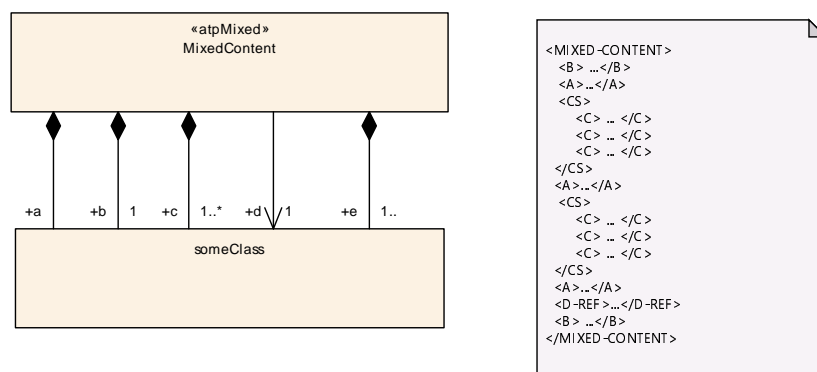 «atpMixed»
MixedContent
+a +b 1 +c 1..* +d 1 +e 1..
someClass
<MIXED-CONTENT>
<B> ...</B>
<A>...</A>
<CS>
<C> ... </C>
<C> ... </C>
<C> ... </C>
</CS>
<A>...</A>
<CS>
<C> ... </C>
<C> ... </C>
<C> ... </C>
</CS>
<A>...</A>
<D-REF>...</D-REF>
<B> ...</B>
</MIXED-CONTENT>